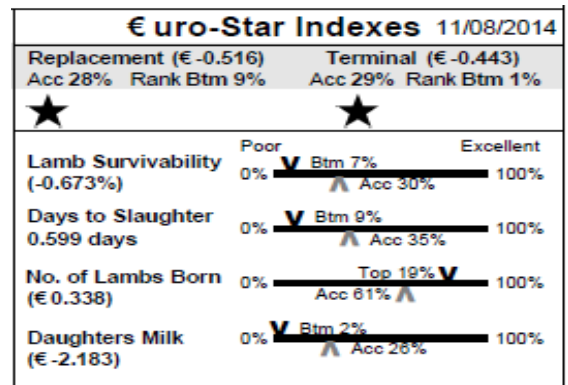 € uro-Star Indexes 11/08/2014
Replacement (€ -0.516) Terminal (€ -0.443)
Acc 28% Rank Btm 9% Acc 29% Rank Btm 1%
Poor Excellent
Lamb Survivability 0% Btm 7% 100%
(-0.673%) Acc 30%
Days to Slaughter 0% Btm 9% 100%
0.599 days Acc 35%
No. of Lambs Born 0% Top 19% 100%
(€ 0.338) Acc 61%
Daughters Milk 0% Btm 2% 100%
(€ -2.183) Acc 26%